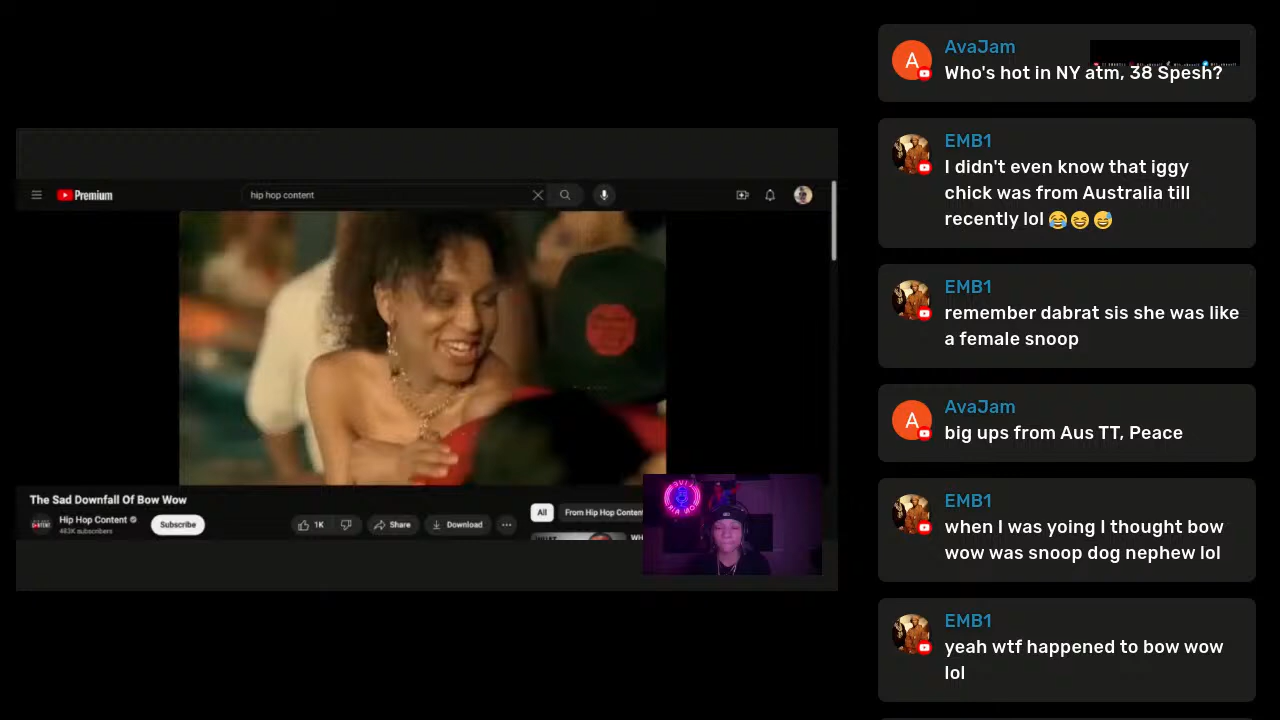 Premium
hip hop content
The Sad Downfall Of Bow Wow
Hip Hop Content
subscribers
Subscribe
1K
Share
Download
All
From Hip Hop Content
AvaJam
Who's hot in NY atm, 38 Spesh?
EMB1
I didn't even know that iggy
chick was from Australia till
recently lol 😂😆😅
EMB1
remember dabrat sis she was like
a female snoop
AvaJam
big ups from Aus TT, Peace
EMB1
when I was yoing I thought bow
wow was snoop dog nephew lol
EMB1
yeah wtf happened to bow wow
lol